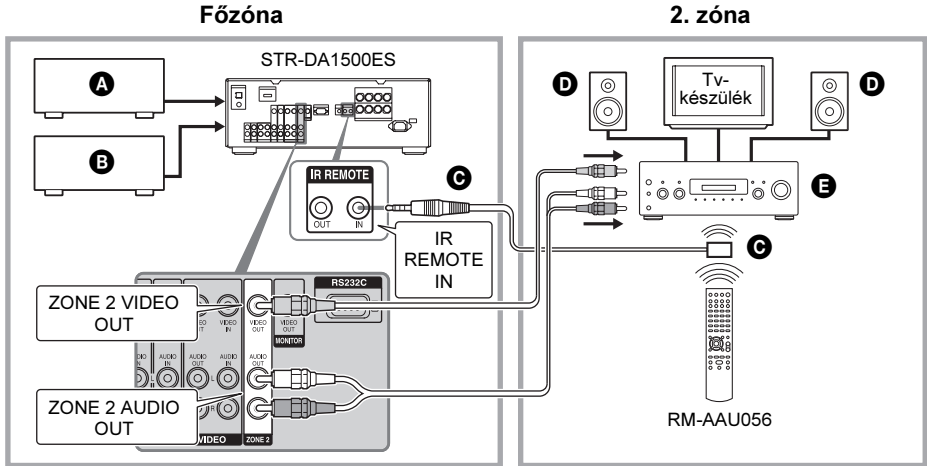 Főzóna
2. zóna
STR-DA1500ES
A
B
IR REMOTE
OUT
IN
C
IR
REMOTE
IN
D
Tv-
készülék
D
E
C
RM-AAU056
ZONE 2 VIDEO
OUT
ZONE 2 AUDIO
OUT
RS232C
VIDEO
IN
VIDEO
OUT
VIDEO
OUT
MONITOR
AUDIO
IN
AUDIO
OUT
AUDIO
IN
AUDIO
OUT
L
L
R
VIDEO
ZONE 2